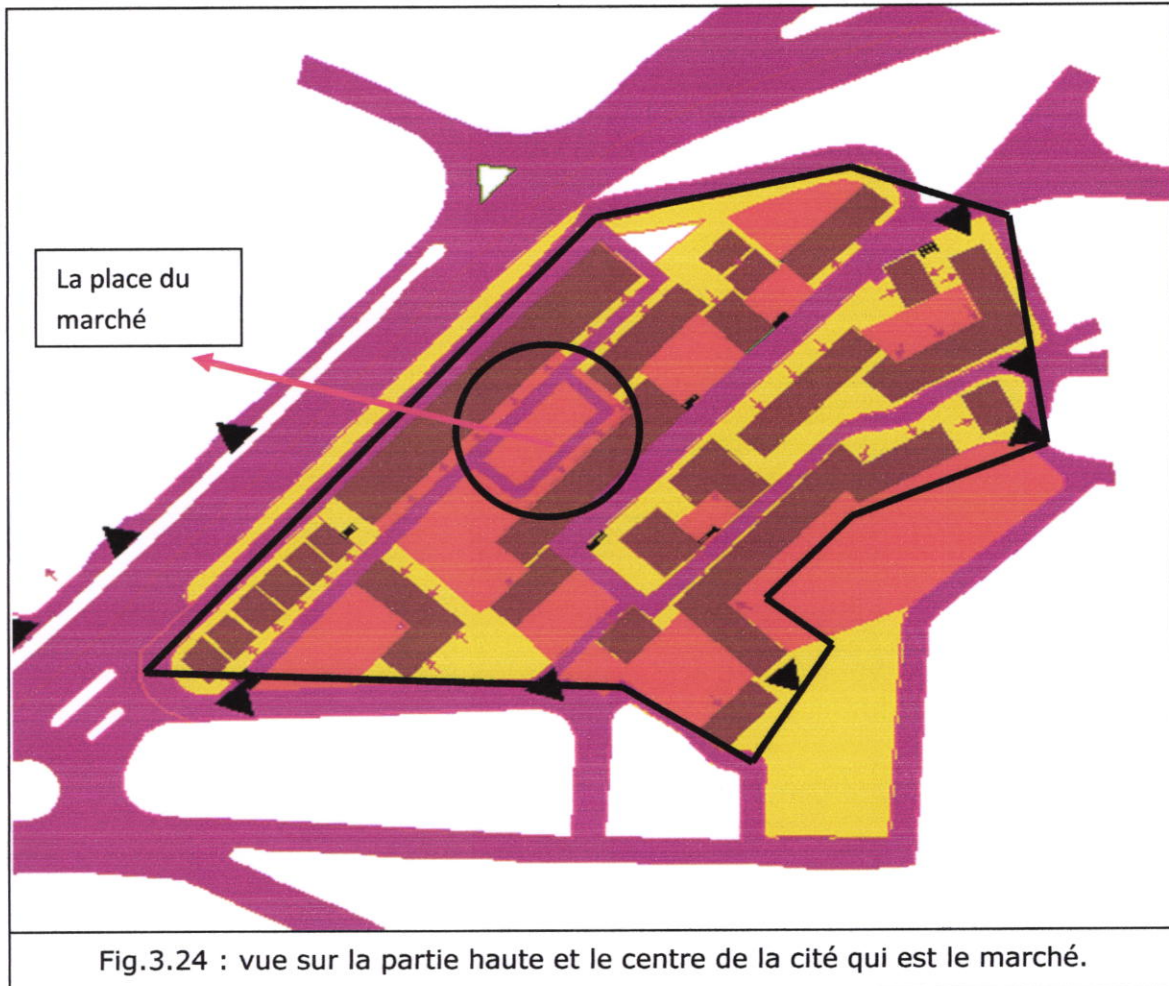 La place du
marché
Fig.3.24 : vue sur la partie haute et le centre de la cité qui est le marché.